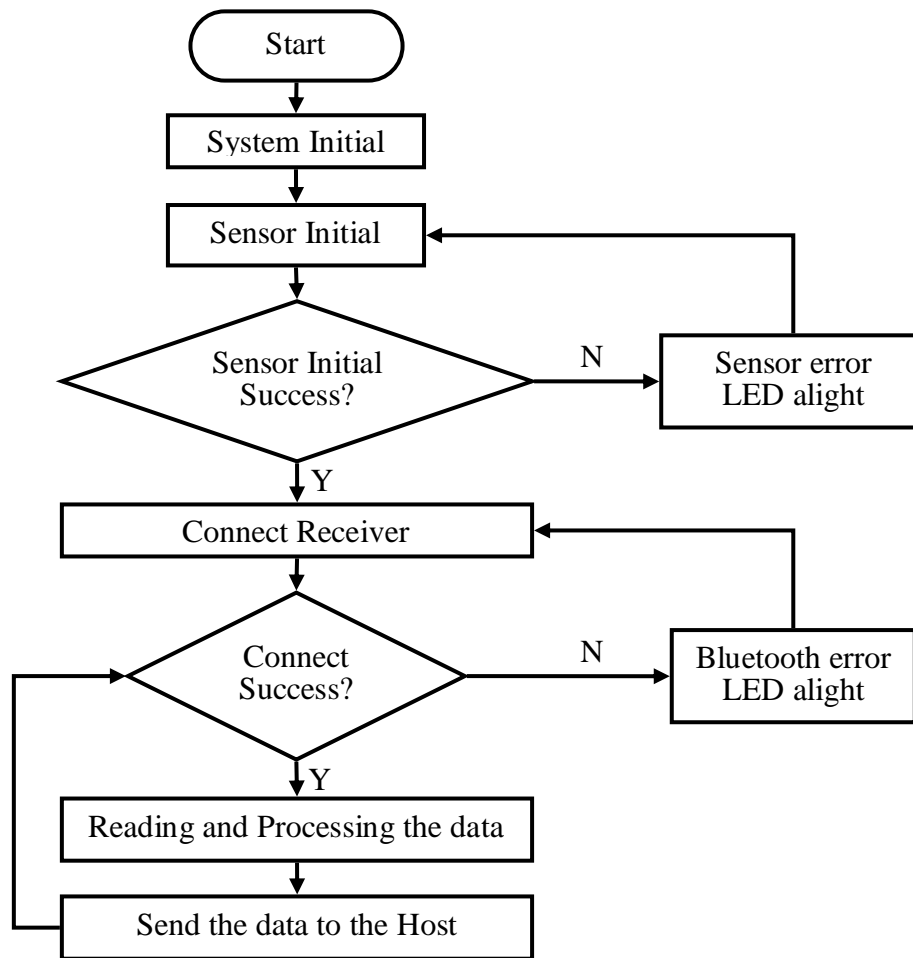 Start
System Initial
Sensor Initial
Sensor Initial
Success?
N
Sensor error
LED alight
Y
Connect Receiver
Connect
Success?
N
Bluetooth error
LED alight
Y
Reading and Processing the data
Send the data to the Host